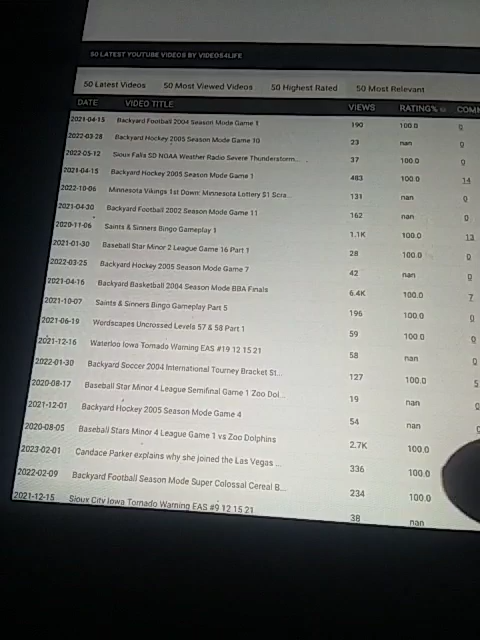 50 LATEST YOUTUBE VIDEOS BY VIDEOS4LIFE
50 Latest Videos 50 Most Viewed Videos 50 Highest Rated 50 Most Relevant
DATE VIDEO TITLE VIEWS RATING% COM
2021-04-15 Backyard Football 2004 Season Mode Game 1 190 100.0 0
2022-03-28 Backyard Hockey 2005 Season Mode Game 10 23 nan 0
2022-05-12 Sioux Falls SD NOAA Weather Radio Severe Thunderstorm... 37 100.0 0
2021-04-15 Backyard Hockey 2005 Season Mode Game 1 483 100.0 14
2022-10-06 Minnesota Vikings 1st Down: Minnesota Lottery $1 Scra... 131 nan 0
2021-04-30 Backyard Football 2002 Season Mode Game 11 162 nan 0
2020-11-06 Saints & Sinners Bingo Gameplay 1 1.1K 100.0 13
2021-01-30 Baseball Star Minor 2 League Game 16 Part 1 28 100.0 0
2022-03-25 Backyard Hockey 2005 Season Mode Game 7 42 nan 0
2021-04-16 Backyard Basketball 2004 Season Mode BBA Finals 6.4K 100.0 7
2021-10-07 Saints & Sinners Bingo Gameplay Part 5 196 100.0 0
2021-06-19 Wordscapes Uncrossed Levels 57 & 58 Part 1 59 100.0 0
2021-12-16 Waterloo Iowa Tornado Warning EAS #19 12 15 21 58 nan 0
2022-01-30 Backyard Soccer 2004 International Tourney Bracket St... 127 100.0 5
2020-08-17 Baseball Star Minor 4 League Semifinal Game 1 Zoo Dol... 19 nan 0
2021-12-01 Backyard Hockey 2005 Season Mode Game 4 54 nan
2020-08-05 Baseball Stars Minor 4 League Game 1 vs Zoo Dolphins 2.7K 100.0
2023-02-01 Candace Parker explains why she joined the Las Vegas ... 336 100.0
2022-02-09 Backyard Football Season Mode Super Colossal Cereal B... 234 100.0
2021-12-15 Sioux City Iowa Tornado Warning EAS #9 12 15 21 38 nan